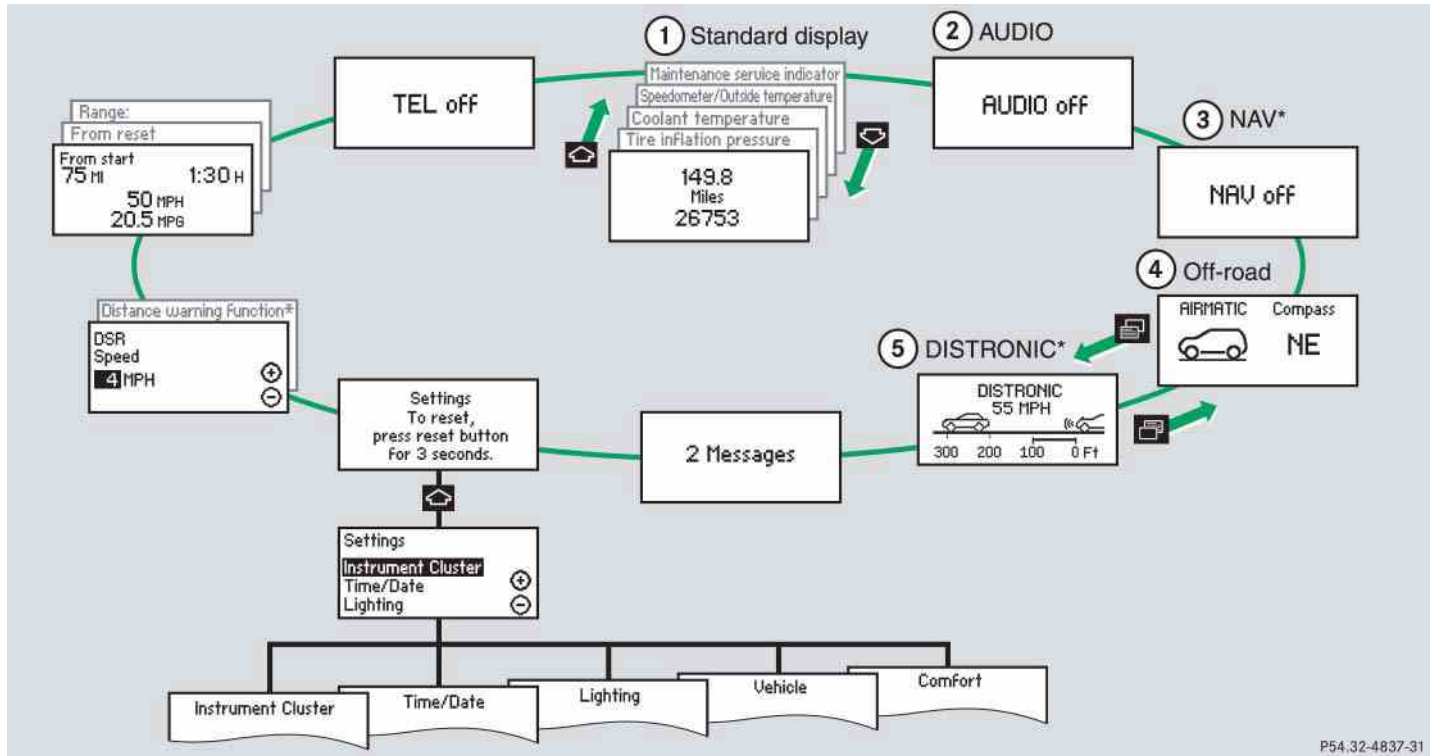 1 Standard display
Maintenance service indicator
Speedometer/Outside temperature
Coolant temperature
Tire inflation pressure
149.8
Miles
26753
2 AUDIO
AUDIO off
3 NAV*
NAV off
4 Off-road
AIRMATIC Compass
NE
5 DISTRONIC*
DISTRONIC
55 MPH
300 200 100 0 Ft
2 Messages
Settings
To reset,
press reset button
for 3 seconds.
Settings
Instrument Cluster
Time/Date
Lighting
Instrument Cluster
Time/Date
Lighting
Vehicle
Comfort
Distance warning function*
DSR
Speed
4 MPH
Range:
From reset
From start
75 MI 1:30 H
50 MPH
20.5 MPG
TEL off
P54.32-4837-31